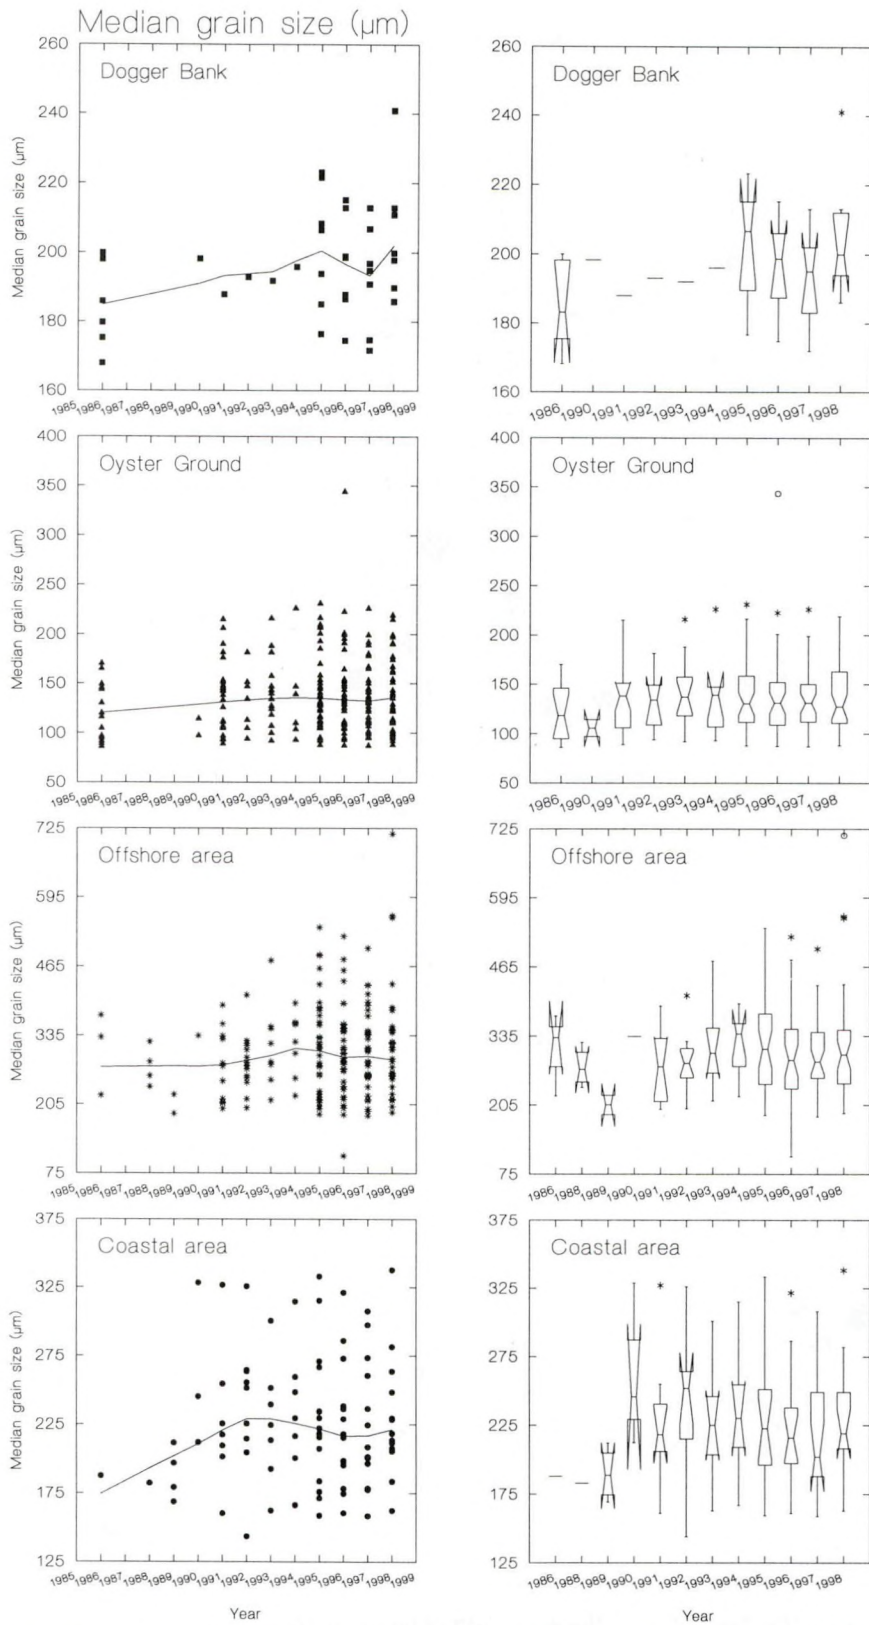 Median grain size (µm)
Median grain size (µm)
260
240
220
200
180
160
Dogger Bank
1985 1986 1987 1988 1989 1990 1991 1992 1993 1994 1995 1996 1997 1998 1999
260
240
220
200
180
160
Dogger Bank
1986 1990 1991 1992 1993 1994 1995 1996 1997 1998
Median grain size (µm)
400
350
300
250
200
150
100
50
Oyster Ground
1985 1986 1987 1988 1989 1990 1991 1992 1993 1994 1995 1996 1997 1998 1999
400
350
300
250
200
150
100
50
Oyster Ground
1986 1990 1991 1992 1993 1994 1995 1996 1997 1998
Median grain size (µm)
725
595
465
335
205
75
Offshore area
1985 1986 1987 1988 1989 1990 1991 1992 1993 1994 1995 1996 1997 1998 1999
725
595
465
335
205
75
Offshore area
1986 1988 1989 1990 1991 1992 1993 1994 1995 1996 1997 1998
Median grain size (µm)
375
325
275
225
175
125
Coastal area
1985 1986 1987 1988 1989 1990 1991 1992 1993 1994 1995 1996 1997 1998 1999
Year
375
325
275
225
175
125
Coastal area
1986 1988 1989 1990 1991 1992 1993 1994 1995 1996 1997 1998
Year